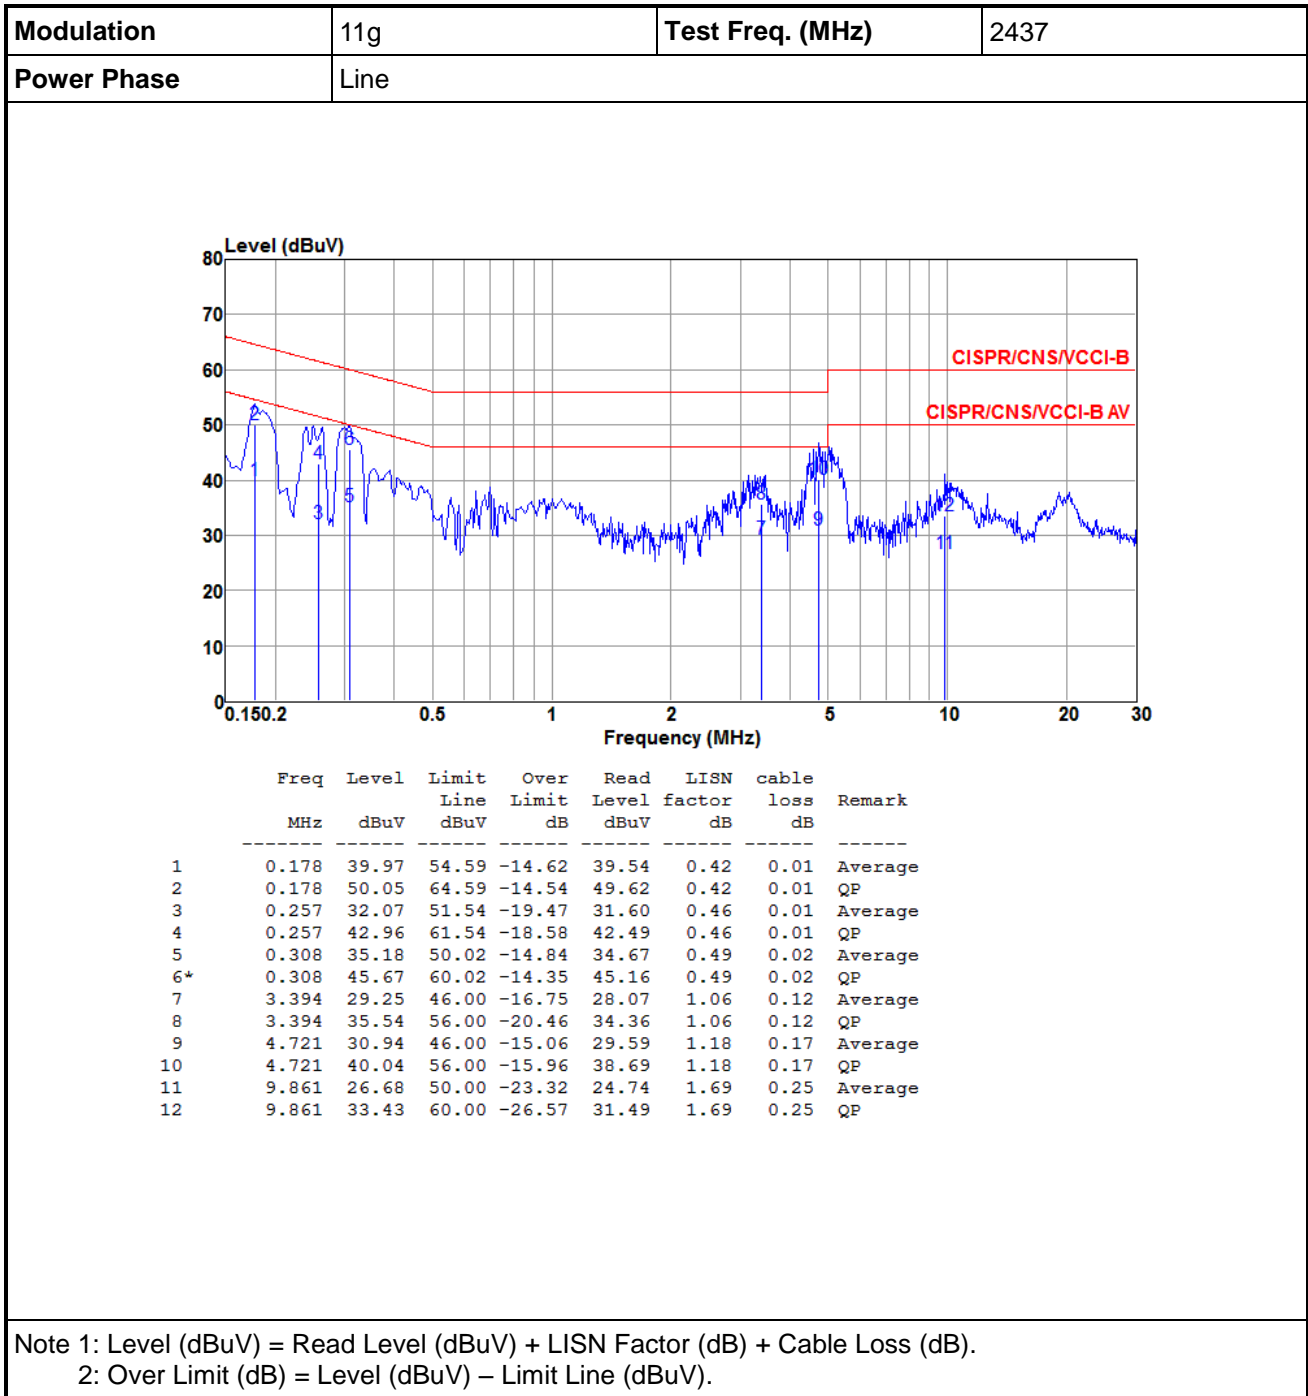 Modulation 11g Test Freq. (MHz) 2437
Power Phase Line
Level (dBuV)
80
70
60
50
40
30
20
10
0
CISPR/CNS/VCCI-B
CISPR/CNS/VCCI-B AV
2
1
4
3
6
5
8
7
10
9
12
11
0.15 0.2 0.5 1 2 5 10 20 30
Frequency (MHz)
Freq Level Limit Over Read LISN cable
Line Limit Level factor loss Remark
MHz dBuV dBuV dB dBuV dB dB
------- ------ ------ ------ ------ ------ ------ ------
1 0.178 39.97 54.59 -14.62 39.54 0.42 0.01 Average
2 0.178 50.05 64.59 -14.54 49.62 0.42 0.01 QP
3 0.257 32.07 51.54 -19.47 31.60 0.46 0.01 Average
4 0.257 42.96 61.54 -18.58 42.49 0.46 0.01 QP
5 0.308 35.18 50.02 -14.84 34.67 0.49 0.02 Average
6* 0.308 45.67 60.02 -14.35 45.16 0.49 0.02 QP
7 3.394 29.25 46.00 -16.75 28.07 1.06 0.12 Average
8 3.394 35.54 56.00 -20.46 34.36 1.06 0.12 QP
9 4.721 30.94 46.00 -15.06 29.59 1.18 0.17 Average
10 4.721 40.04 56.00 -15.96 38.69 1.18 0.17 QP
11 9.861 26.68 50.00 -23.32 24.74 1.69 0.25 Average
12 9.861 33.43 60.00 -26.57 31.49 1.69 0.25 QP
Note 1: Level (dBuV) = Read Level (dBuV) + LISN Factor (dB) + Cable Loss (dB).
2: Over Limit (dB) = Level (dBuV) – Limit Line (dBuV).